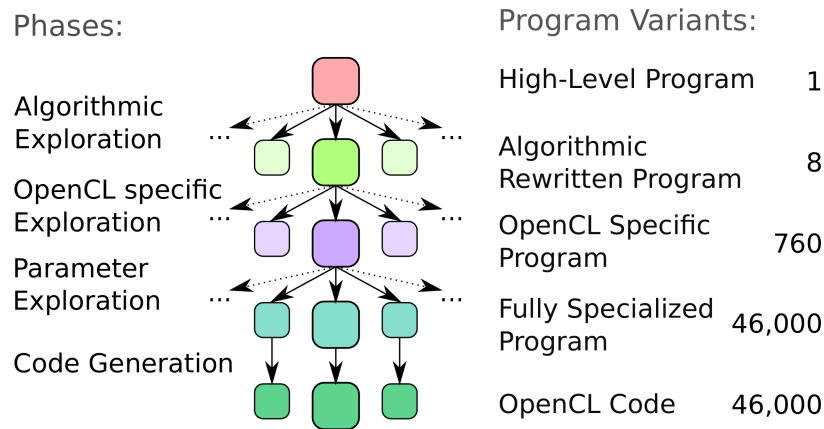 Phases:
Program Variants:
High-Level Program 1
Algorithmic
Exploration
...
...
Algorithmic
Rewritten Program 8
OpenCL specific
Exploration
...
...
OpenCL Specific
Program 760
Parameter
Exploration
...
...
Fully Specialized
Program 46,000
Code Generation
OpenCL Code 46,000